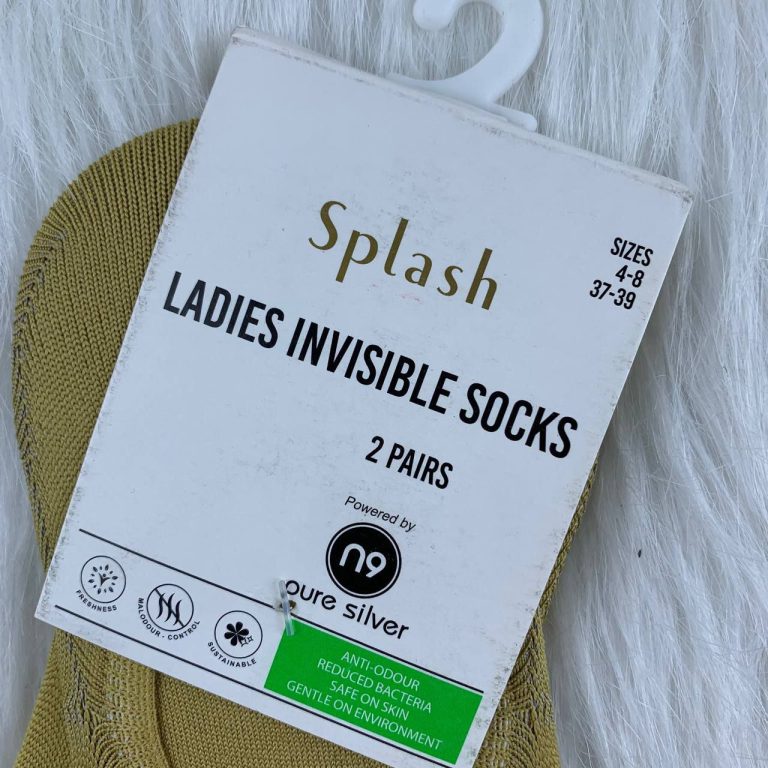 Splash
SIZES
4-8
37-39
LADIES INVISIBLE SOCKS
2 PAIRS
Powered by
n9
pure silver
FRESHNESS
MALODOUR - CONTROL
SUSTAINABLE
ANTI-ODOUR
REDUCED BACTERIA
SAFE ON SKIN
GENTLE ON ENVIRONMENT